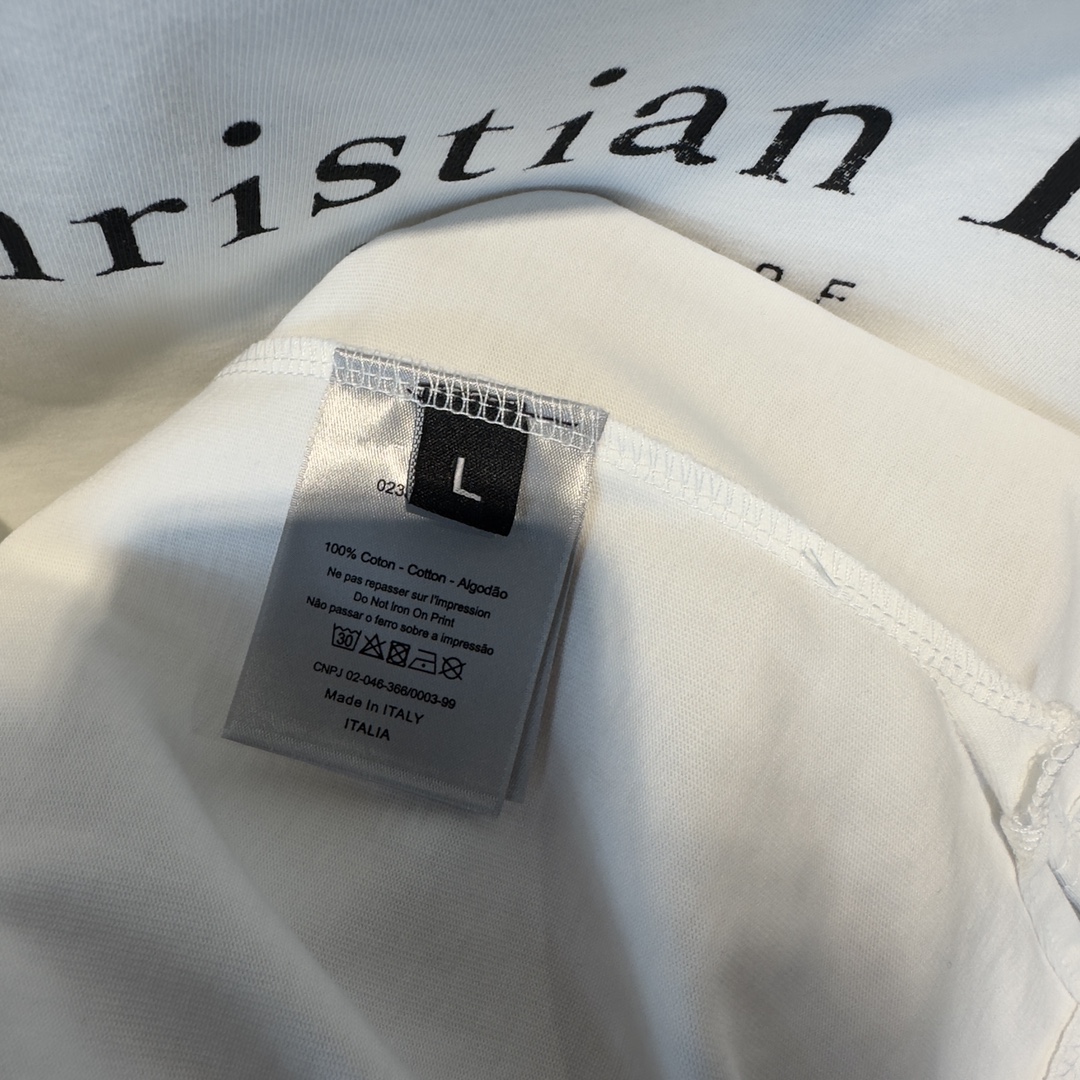 hristian
RE
L
023
100% Coton - Cotton - Algodão
Ne pas repasser sur l'impression
Do Not Iron On Print
Não passar o ferro sobre a impressão
30
CNPJ 02-046-366/0003-99
Made In ITALY
ITALIA